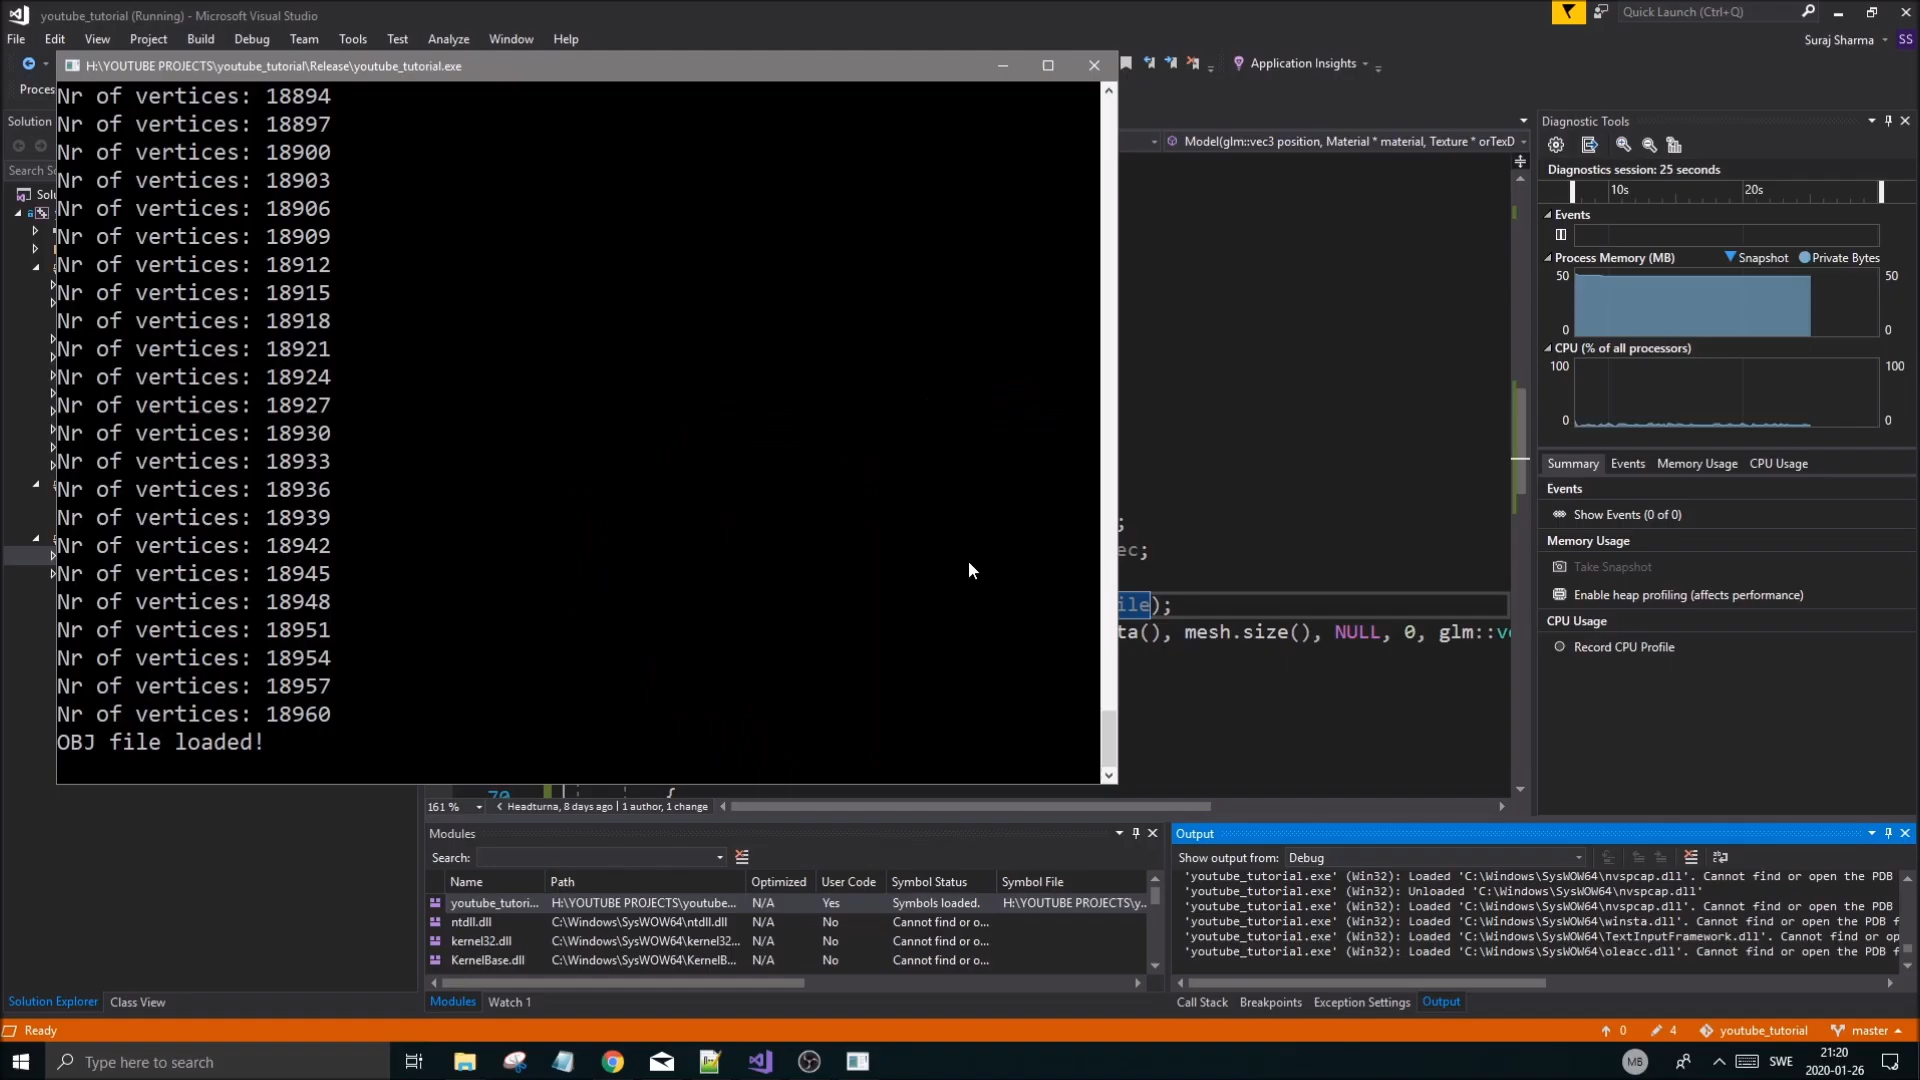 youtube_tutorial (Running) - Microsoft Visual Studio
Quick Launch (Ctrl+Q)
File Edit View Project Build Debug Team Tools Test Analyze Window Help
Suraj Sharma SS
H:\YOUTUBE PROJECTS\youtube_tutorial\Release\youtube_tutorial.exe
Application Insights
Proces
Nr of vertices: 18894
Nr of vertices: 18897
Nr of vertices: 18900
Nr of vertices: 18903
Nr of vertices: 18906
Nr of vertices: 18909
Nr of vertices: 18912
Nr of vertices: 18915
Nr of vertices: 18918
Nr of vertices: 18921
Nr of vertices: 18924
Nr of vertices: 18927
Nr of vertices: 18930
Nr of vertices: 18933
Nr of vertices: 18936
Nr of vertices: 18939
Nr of vertices: 18942
Nr of vertices: 18945
Nr of vertices: 18948
Nr of vertices: 18951
Nr of vertices: 18954
Nr of vertices: 18957
Nr of vertices: 18960
OBJ file loaded!
Solution
Search So
Solu
Model(glm::vec3 position, Material * material, Texture * orTexD
;
ec;
ile);
ta(), mesh.size(), NULL, 0, glm::ve
70 {
161 % Headturna, 8 days ago | 1 author, 1 change
Diagnostic Tools
Diagnostics session: 25 seconds
10s 20s
Events
Process Memory (MB) Snapshot Private Bytes
50 50
0 0
CPU (% of all processors)
100 100
0 0
Summary Events Memory Usage CPU Usage
Events
Show Events (0 of 0)
Memory Usage
Take Snapshot
Enable heap profiling (affects performance)
CPU Usage
Record CPU Profile
Modules
Search:
Name Path Optimized User Code Symbol Status Symbol File
youtube_tutori... H:\YOUTUBE PROJECTS\youtube... N/A Yes Symbols loaded. H:\YOUTUBE PROJECTS\y...
ntdll.dll C:\Windows\SysWOW64\ntdll.dll N/A No Cannot find or o...
kernel32.dll C:\Windows\SysWOW64\kernel32... N/A No Cannot find or o...
KernelBase.dll C:\Windows\SysWOW64\KernelB... N/A No Cannot find or o...
Modules Watch 1
Output
Show output from: Debug
'youtube_tutorial.exe' (Win32): Loaded 'C:\Windows\SysWOW64\nvspcap.dll'. Cannot find or open the PDB
'youtube_tutorial.exe' (Win32): Unloaded 'C:\Windows\SysWOW64\nvspcap.dll'
'youtube_tutorial.exe' (Win32): Loaded 'C:\Windows\SysWOW64\nvspcap.dll'. Cannot find or open the PDB
'youtube_tutorial.exe' (Win32): Loaded 'C:\Windows\SysWOW64\winsta.dll'. Cannot find or open the PDB f
'youtube_tutorial.exe' (Win32): Loaded 'C:\Windows\SysWOW64\TextInputFramework.dll'. Cannot find or op
'youtube_tutorial.exe' (Win32): Loaded 'C:\Windows\SysWOW64\oleacc.dll'. Cannot find or open the PDB f
Call Stack Breakpoints Exception Settings Output
Solution Explorer Class View
Ready
0 4 youtube_tutorial master
Type here to search
MB
SWE
21:20
2020-01-26